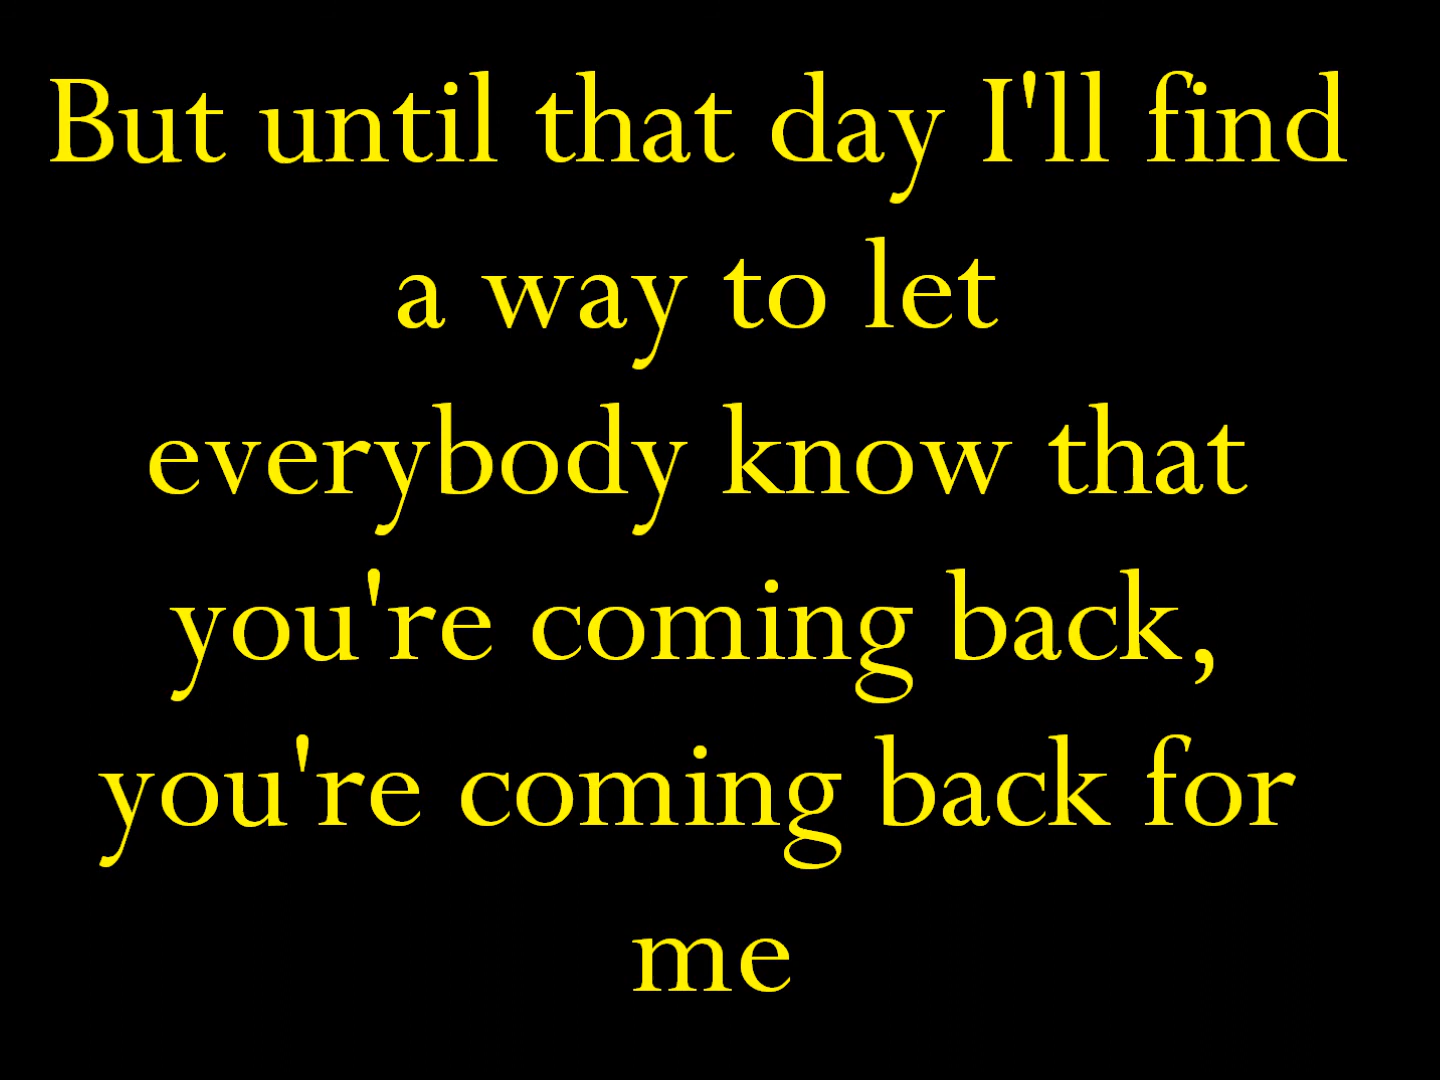 But until that day I'll find
a way to let
everybody know that
you're coming back,
you're coming back for
me